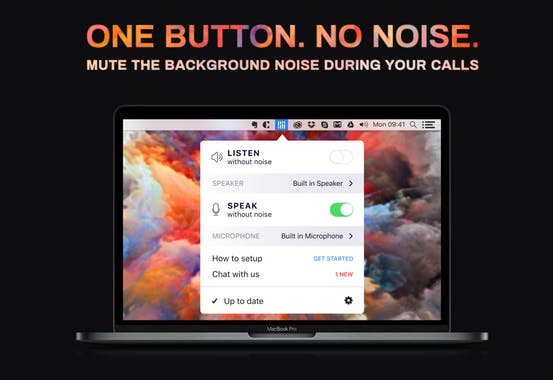 ONE BUTTON. NO NOISE.
MUTE THE BACKGROUND NOISE DURING YOUR CALLS
Mon 09:41
LISTEN
without noise
SPEAKER Built in Speaker
SPEAK
without noise
MICROPHONE Built in Microphone
How to setup GET STARTED
Chat with us 1 NEW
Up to date
MacBook Pro